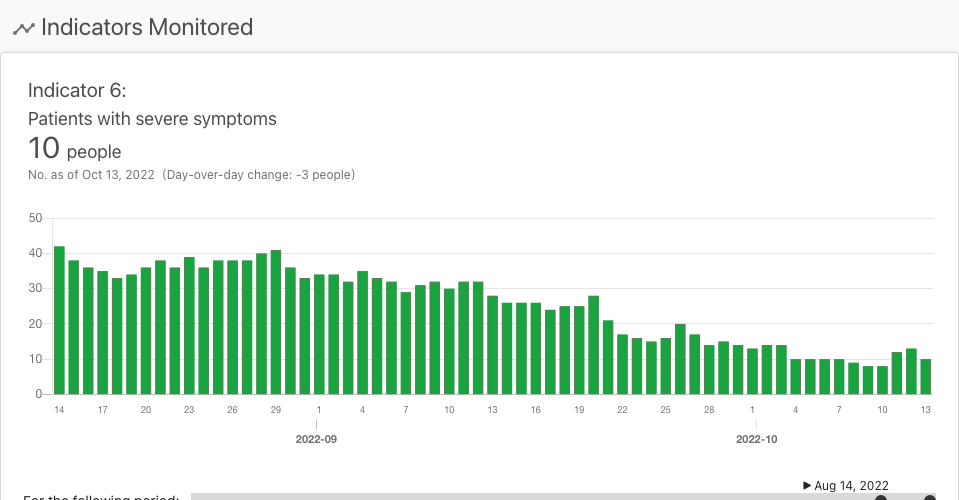 Indicators Monitored
Indicator 6:
Patients with severe symptoms
10 people
No. as of Oct 13, 2022 (Day-over-day change: -3 people)
50
40
30
20
10
0
14 17 20 23 26 29 1 4 7 10 13 16 19 22 25 28 1 4 7 10 13
2022-09 2022-10
▶ Aug 14, 2022
For the following period: